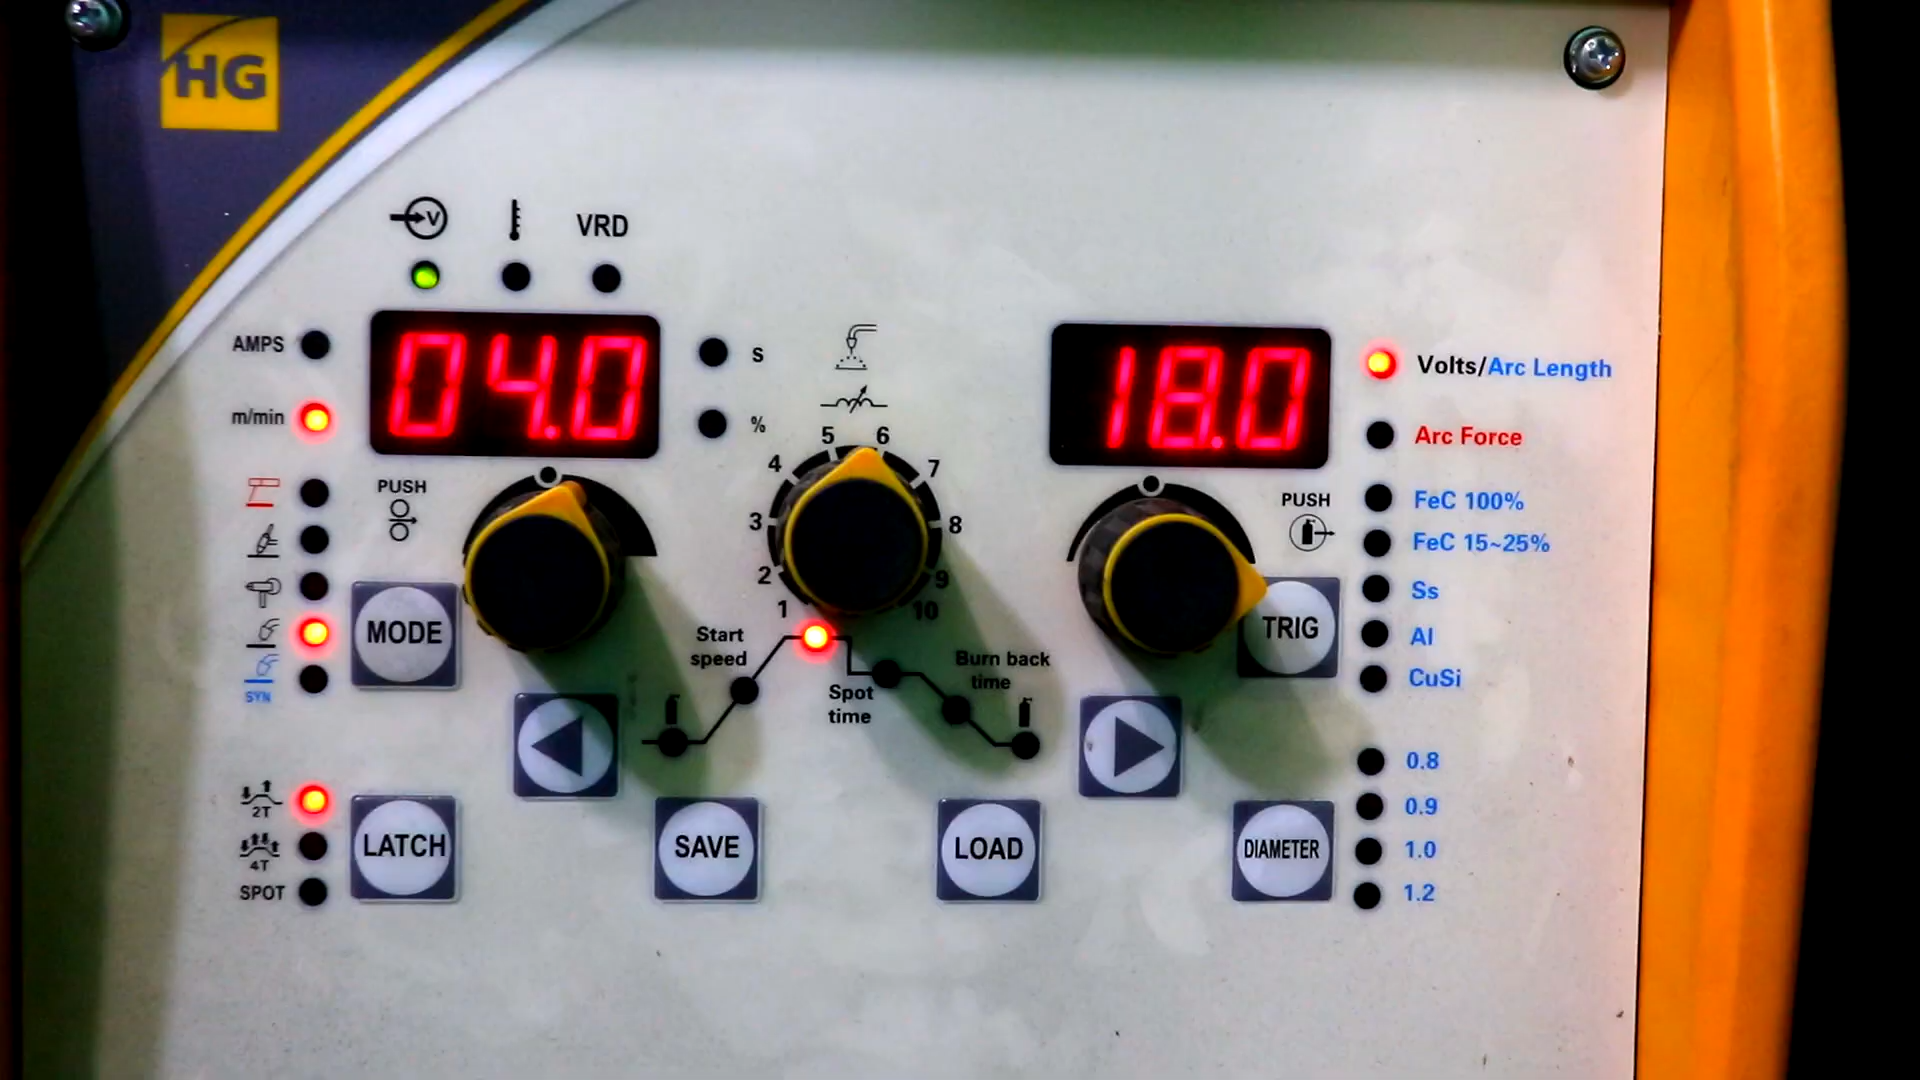 HG
VRD
AMPS
04.0
S
18.0
Volts/Arc Length
m/min
%
Arc Force
PUSH
1
2
3
4
5
6
7
8
9
10
PUSH
FeC 100%
FeC 15~25%
Ss
Al
CuSi
MODE
SYN
Start
speed
Spot
time
Burn back
time
TRIG
2T
4T
SPOT
LATCH
SAVE
LOAD
DIAMETER
0.8
0.9
1.0
1.2